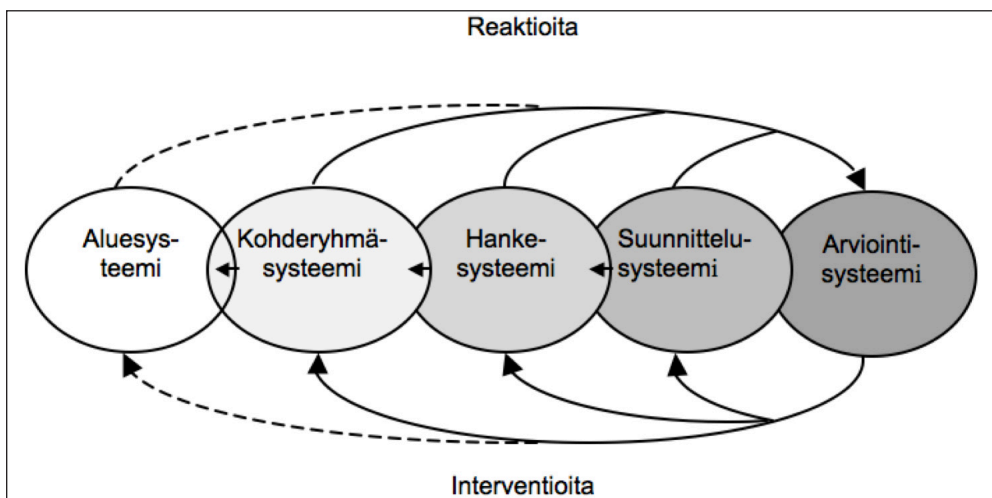 Reaktioita
Aluesys-
teemi
Kohderyhmä-
systeemi
Hanke-
systeemi
Suunnittelu-
systeemi
Arviointi-
systeemi
Interventioita